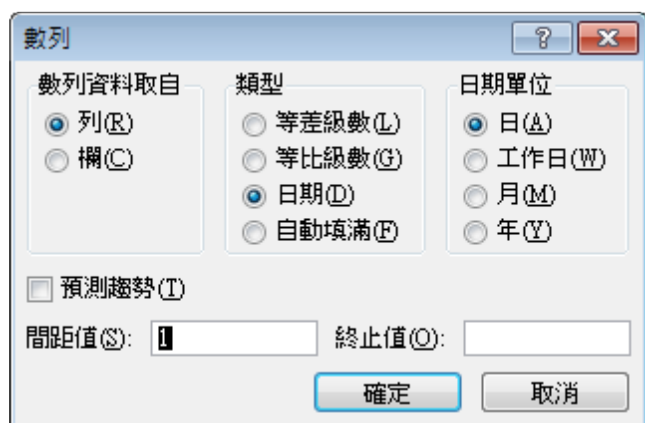 數列
數列資料取自
列(R)
欄(C)
類型
等差級數(L)
等比級數(G)
日期(D)
自動填滿(F)
日期單位
日(A)
工作日(W)
月(M)
年(Y)
預測趨勢(T)
間距值(S): 1
終止值(O):
確定
取消